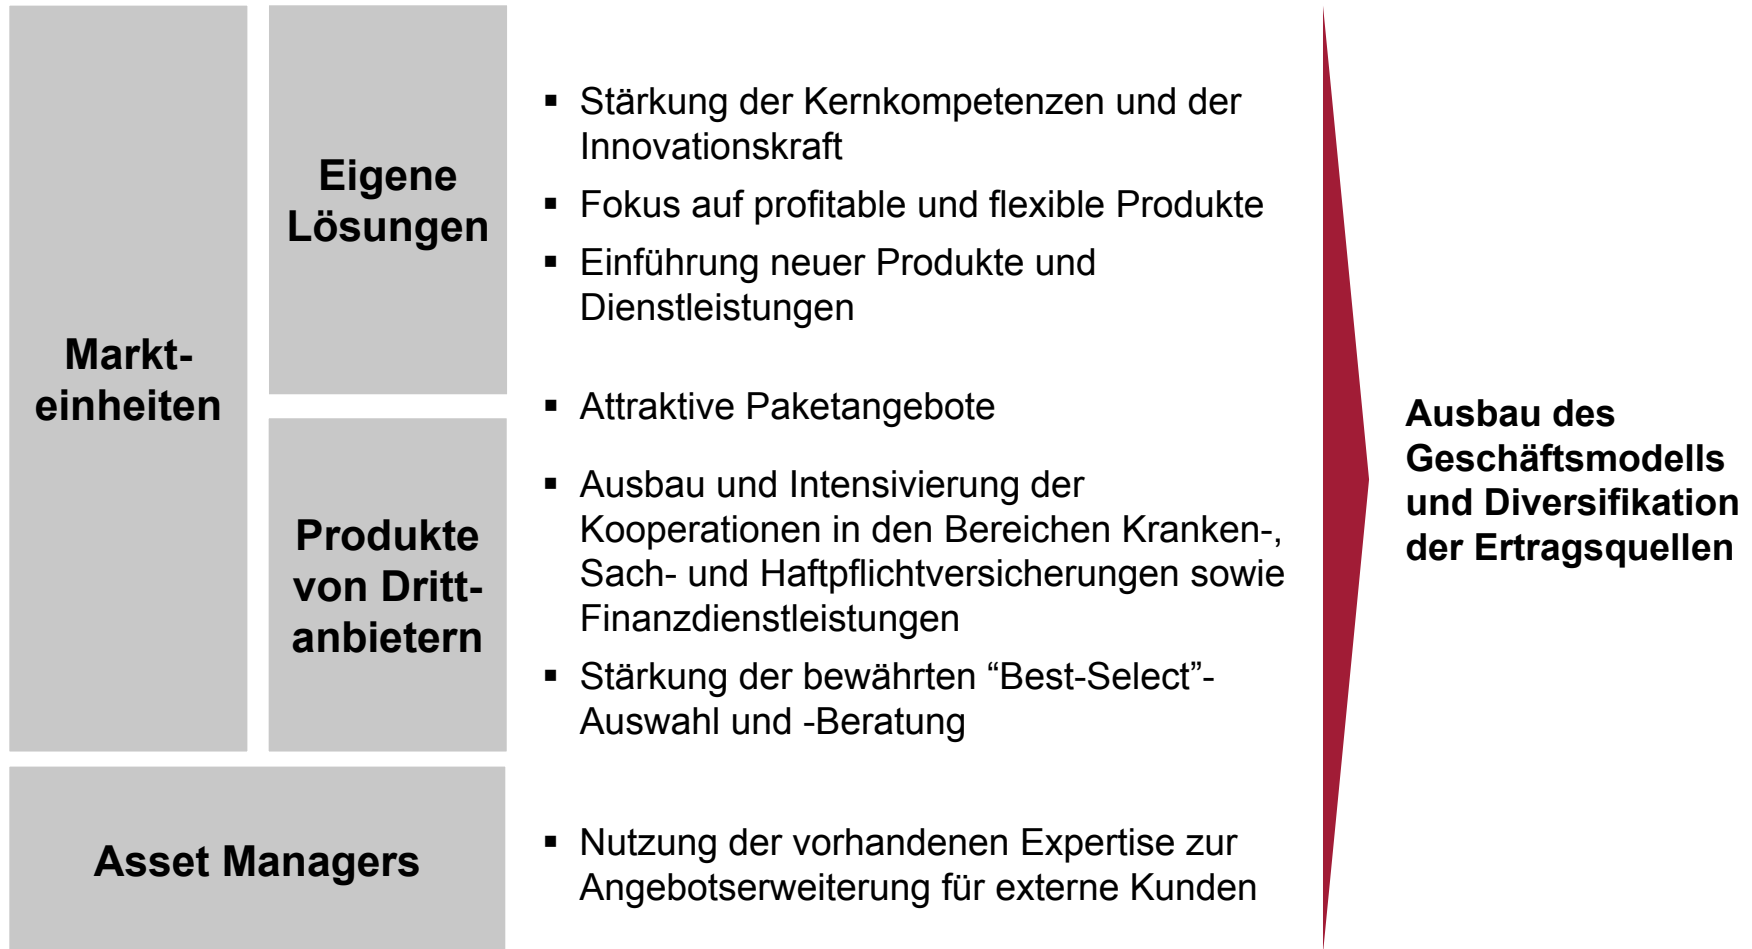 Markt-
einheiten
Eigene
Lösungen
▪ Stärkung der Kernkompetenzen und der
Innovationskraft
▪ Fokus auf profitable und flexible Produkte
▪ Einführung neuer Produkte und
Dienstleistungen
▪ Attraktive Paketangebote
Produkte
von Dritt-
anbietern
▪ Ausbau und Intensivierung der
Kooperationen in den Bereichen Kranken-,
Sach- und Haftpflichtversicherungen sowie
Finanzdienstleistungen
▪ Stärkung der bewährten “Best-Select”-
Auswahl und -Beratung
Asset Managers
▪ Nutzung der vorhandenen Expertise zur
Angebotserweiterung für externe Kunden
Ausbau des
Geschäftsmodells
und Diversifikation
der Ertragsquellen